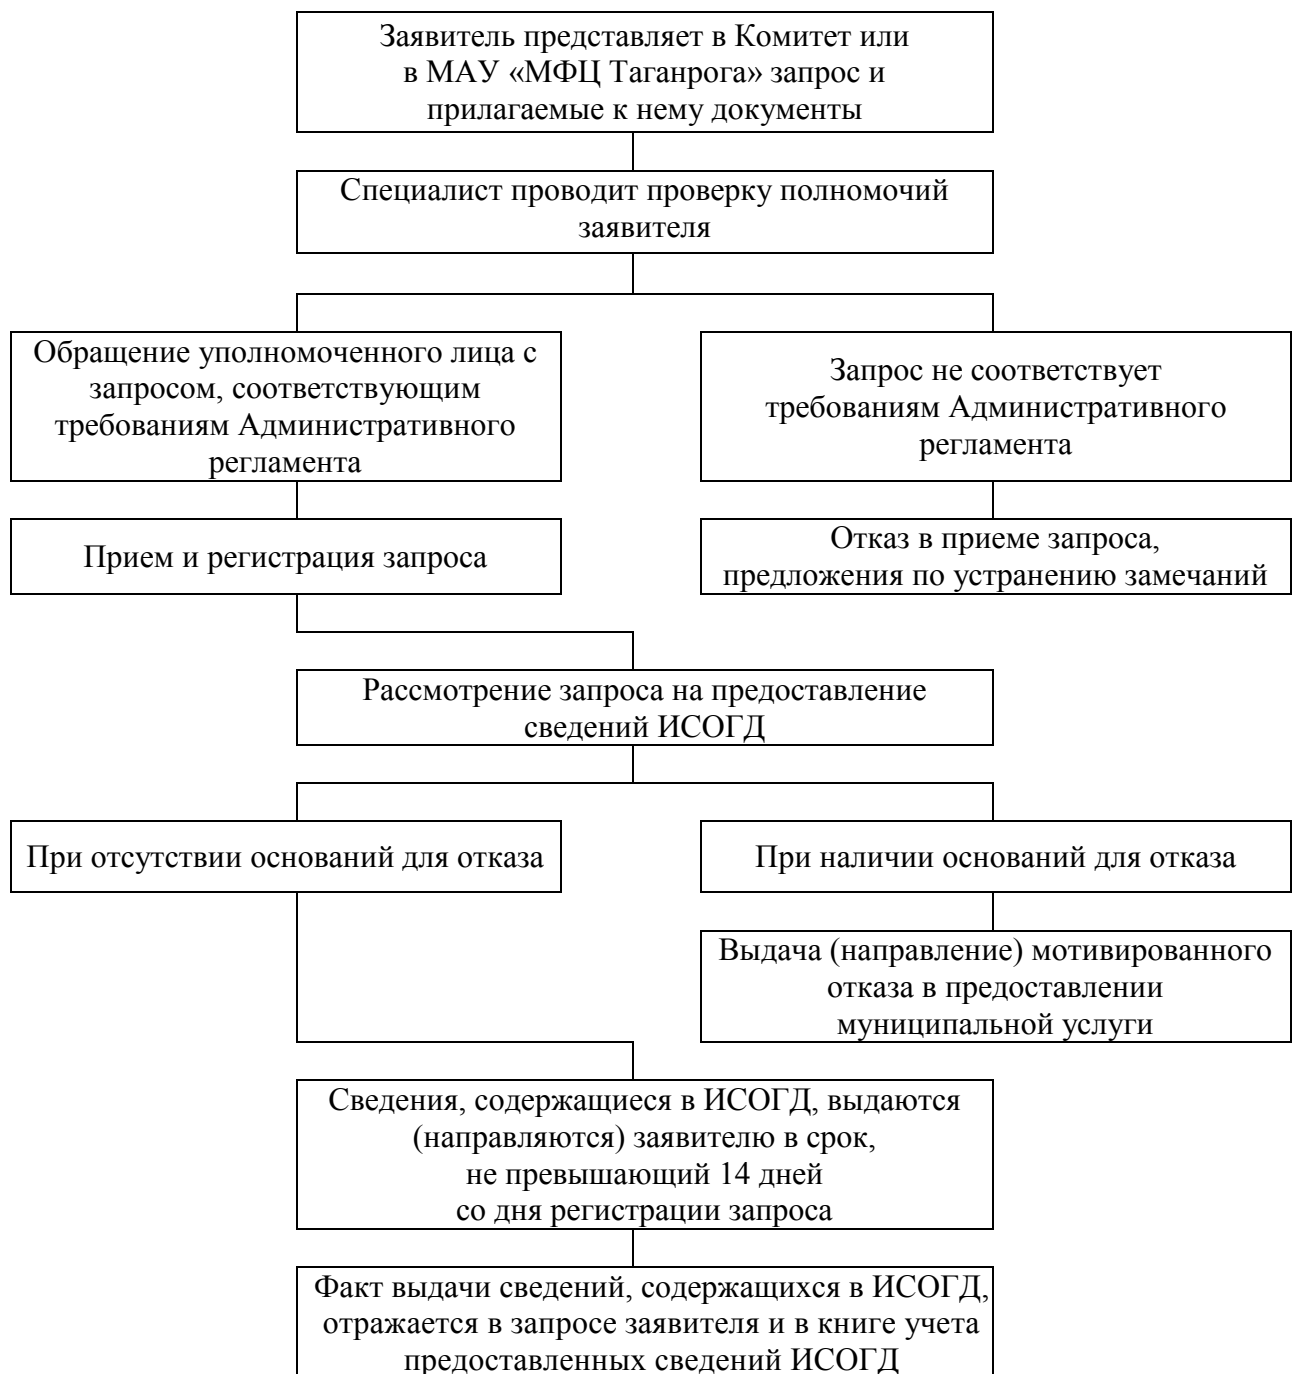 Заявитель представляет в Комитет или
в МАУ «МФЦ Таганрога» запрос и
прилагаемые к нему документы
Специалист проводит проверку полномочий
заявителя
Обращение уполномоченного лица с
запросом, соответствующим
требованиям Административного
регламента
Запрос не соответствует
требованиям Административного
регламента
Прием и регистрация запроса
Отказ в приеме запроса,
предложения по устранению замечаний
Рассмотрение запроса на предоставление
сведений ИСОГД
При отсутствии оснований для отказа
При наличии оснований для отказа
Выдача (направление) мотивированного
отказа в предоставлении
муниципальной услуги
Сведения, содержащиеся в ИСОГД, выдаются
(направляются) заявителю в срок,
не превышающий 14 дней
со дня регистрации запроса
Факт выдачи сведений, содержащихся в ИСОГД,
отражается в запросе заявителя и в книге учета
предоставленных сведений ИСОГД